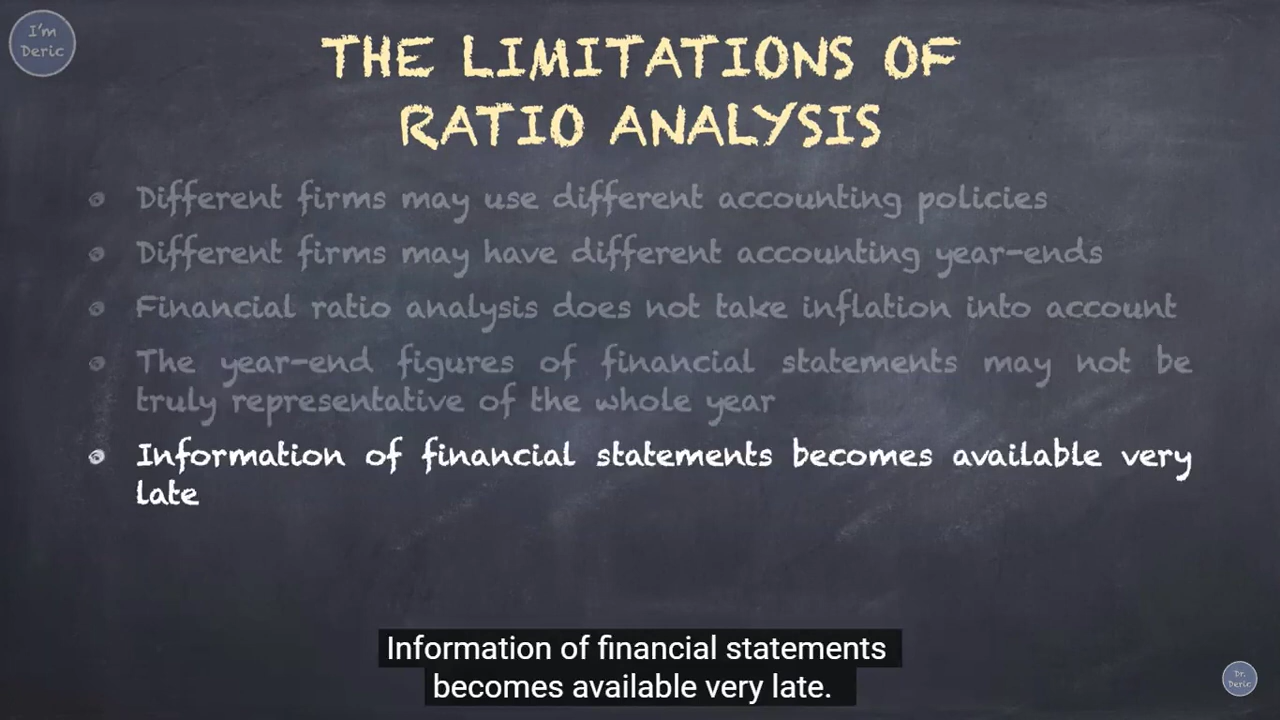 I'm
Deric
THE LIMITATIONS OF
RATIO ANALYSIS
Different firms may use different accounting policies
Different firms may have different accounting year-ends
Financial ratio analysis does not take inflation into account
The year-end figures of financial statements may not be
truly representative of the whole year
Information of financial statements becomes available very
late
Information of financial statements
becomes available very late.
Dr.
Deric